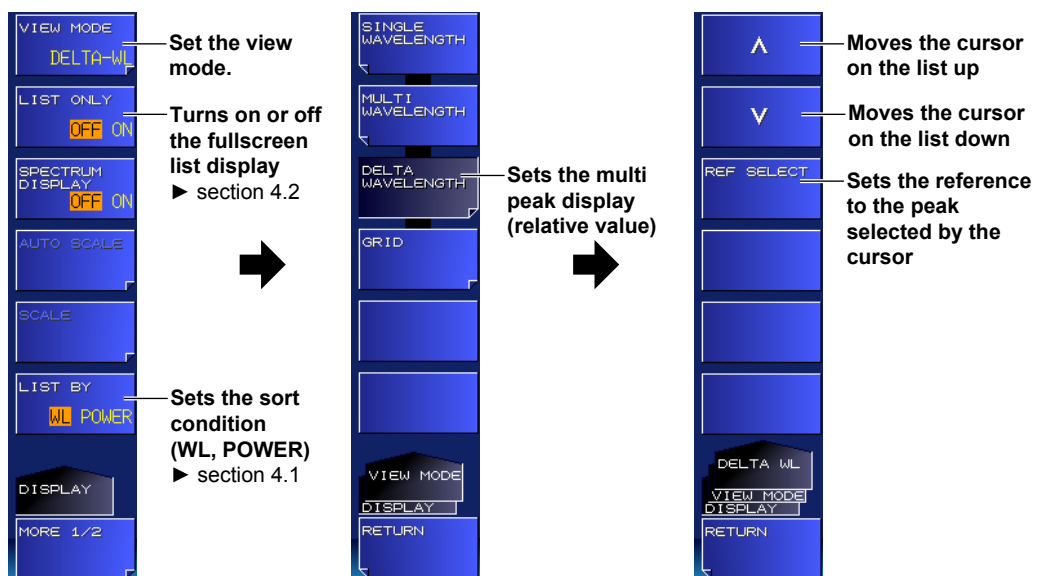 VIEW MODE
DELTA-WL
Set the view
mode.
LIST ONLY
OFF ON
Turns on or off
the fullscreen
list display
► section 4.2
SPECTRUM
DISPLAY
OFF ON
AUTO SCALE
SCALE
LIST BY
WL POWER
Sets the sort
condition
(WL, POWER)
► section 4.1
DISPLAY
MORE 1/2
SINGLE
WAVELENGTH
MULTI
WAVELENGTH
DELTA
WAVELENGTH
Sets the multi
peak display
(relative value)
GRID
VIEW MODE
DISPLAY
RETURN
Λ
Moves the cursor
on the list up
V
Moves the cursor
on the list down
REF SELECT
Sets the reference
to the peak
selected by the
cursor
DELTA WL
VIEW MODE
DISPLAY
RETURN